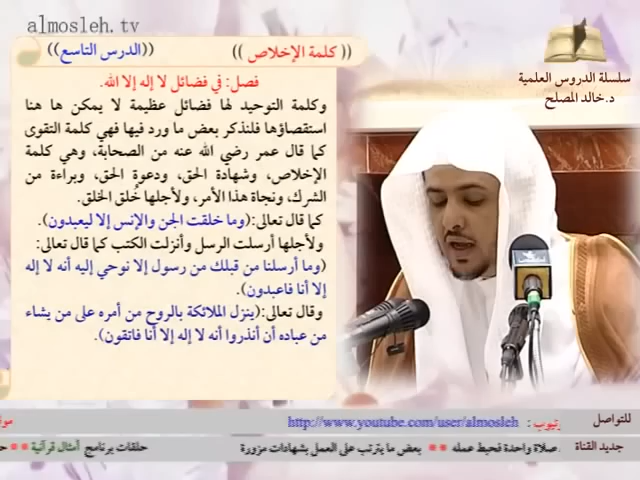 almosleh.tv
(( كلمة الإخلاص )) ((الدرس التاسع))
سلسلة الدروس العلمية
د.خالد المصلح
فصل: في فضائل لا إله إلا الله.
وكلمة التوحيد لها فضائل عظيمة لا يمكن ها هنا
استقصاؤها فلنذكر بعض ما ورد فيها فهي كلمة التقوى
كما قال عمر رضي الله عنه من الصحابة، وهي كلمة
الإخلاص، وشهادة الحق، ودعوة الحق، وبراءة من
الشرك، ونجاة هذا الأمر، ولأجلها خُلق الخلق.
كما قال تعالى:(وما خلقت الجن والإنس إلا ليعبدون).
ولأجلها أرسلت الرسل وأنزلت الكتب كما قال تعالى:
(وما أرسلنا من قبلك من رسول إلا نوحي إليه أنه لا إله
إلا أنا فاعبدون).
وقال تعالى:(ينزل الملائكة بالروح من أمره على من يشاء
من عباده أن أنذروا أنه لا إله إلا أنا فاتقون).
للتواصل : http://www.youtube.com/user/almosleh
جديد القناة صلاة واحدة فحبط عمله ** بعض ما يترتب على العمل بشهادات مزورة ** حلقات برنامج أمثال قرآنية **